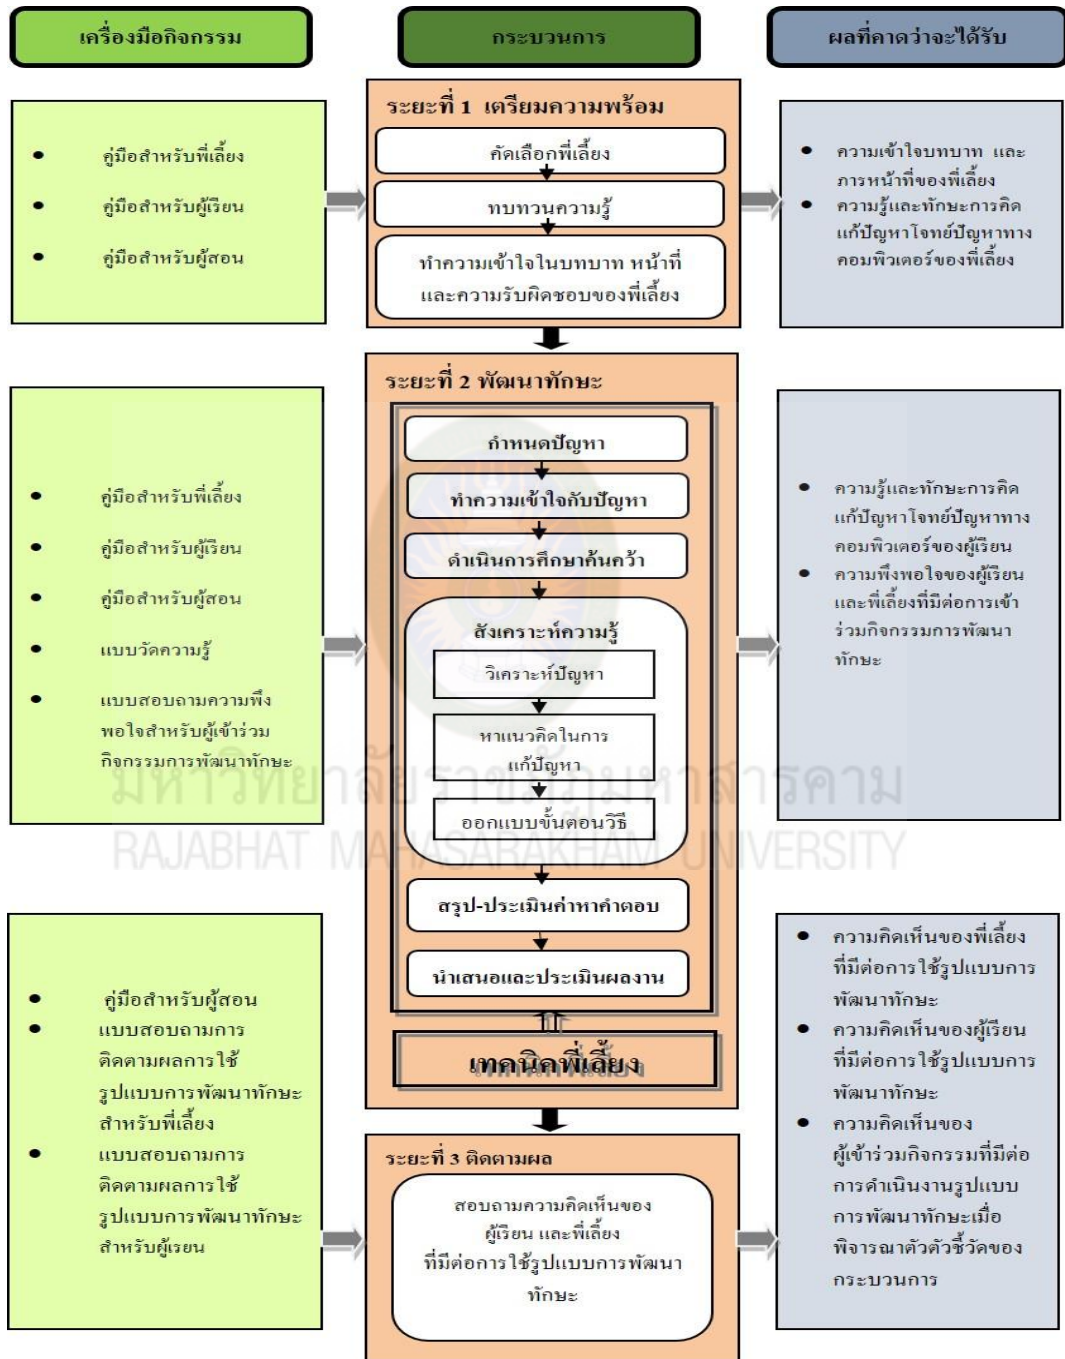 เครื่องมือกิจกรรม
กระบวนการ
ผลที่คาดว่าจะได้รับ
● คู่มือสำหรับพี่เลี้ยง
● คู่มือสำหรับผู้เรียน
● คู่มือสำหรับผู้สอน
ระยะที่ 1 เตรียมความพร้อม
คัดเลือกพี่เลี้ยง
ทบทวนความรู้
ทำความเข้าใจในบทบาท หน้าที่
และความรับผิดชอบของพี่เลี้ยง
● ความเข้าใจบทบาท และ
ภารหน้าที่ของพี่เลี้ยง
● ความรู้และทักษะการคิด
แก้ปัญหาโจทย์ปัญหาทาง
คอมพิวเตอร์ของพี่เลี้ยง
● คู่มือสำหรับพี่เลี้ยง
● คู่มือสำหรับผู้เรียน
● คู่มือสำหรับผู้สอน
● แบบวัดความรู้
● แบบสอบถามความพึง
พอใจสำหรับผู้เข้าร่วม
กิจกรรมการพัฒนาทักษะ
ระยะที่ 2 พัฒนาทักษะ
กำหนดปัญหา
ทำความเข้าใจกับปัญหา
ดำเนินการศึกษาค้นคว้า
สังเคราะห์ความรู้
วิเคราะห์ปัญหา
หาแนวคิดในการ
แก้ปัญหา
ออกแบบขั้นตอนวิธี
สรุป-ประเมินค่าหาคำตอบ
นำเสนอและประเมินผลงาน
เทคนิคพี่เลี้ยง
● ความรู้และทักษะการคิด
แก้ปัญหาโจทย์ปัญหาทาง
คอมพิวเตอร์ของผู้เรียน
● ความพึงพอใจของผู้เรียน
และพี่เลี้ยงที่มีต่อการเข้า
ร่วมกิจกรรมการพัฒนา
ทักษะ
มหาวิทยาลัยราชภัฏมหาสารคาม
RAJABHAT MAHASARAKHAM UNIVERSITY
● คู่มือสำหรับผู้สอน
● แบบสอบถามการ
ติดตามผลการใช้
รูปแบบการพัฒนาทักษะ
สำหรับพี่เลี้ยง
● แบบสอบถามการ
ติดตามผลการใช้
รูปแบบการพัฒนาทักษะ
สำหรับผู้เรยน
ระยะที่ 3 ติดตามผล
สอบถามความคิดเห็นของ
ผู้เรียน และพี่เลี้ยง
ที่มีต่อการใช้รูปแบบการพัฒนา
ทักษะ
● ความคิดเห็นของพี่เลี้ยง
ที่มีต่อการใช้รูปแบบการ
พัฒนาทักษะ
● ความคิดเห็นของผู้เรียน
ที่มีต่อการใช้รูปแบบการ
พัฒนาทักษะ
● ความคิดเห็นของ
ผู้เข้าร่วมกิจกรรมที่มีต่อ
การดำเนินงานรูปแบบ
การพัฒนาทักษะเมื่อ
พิจารณาตัวตัวชี้วัดของ
กระบวนการ